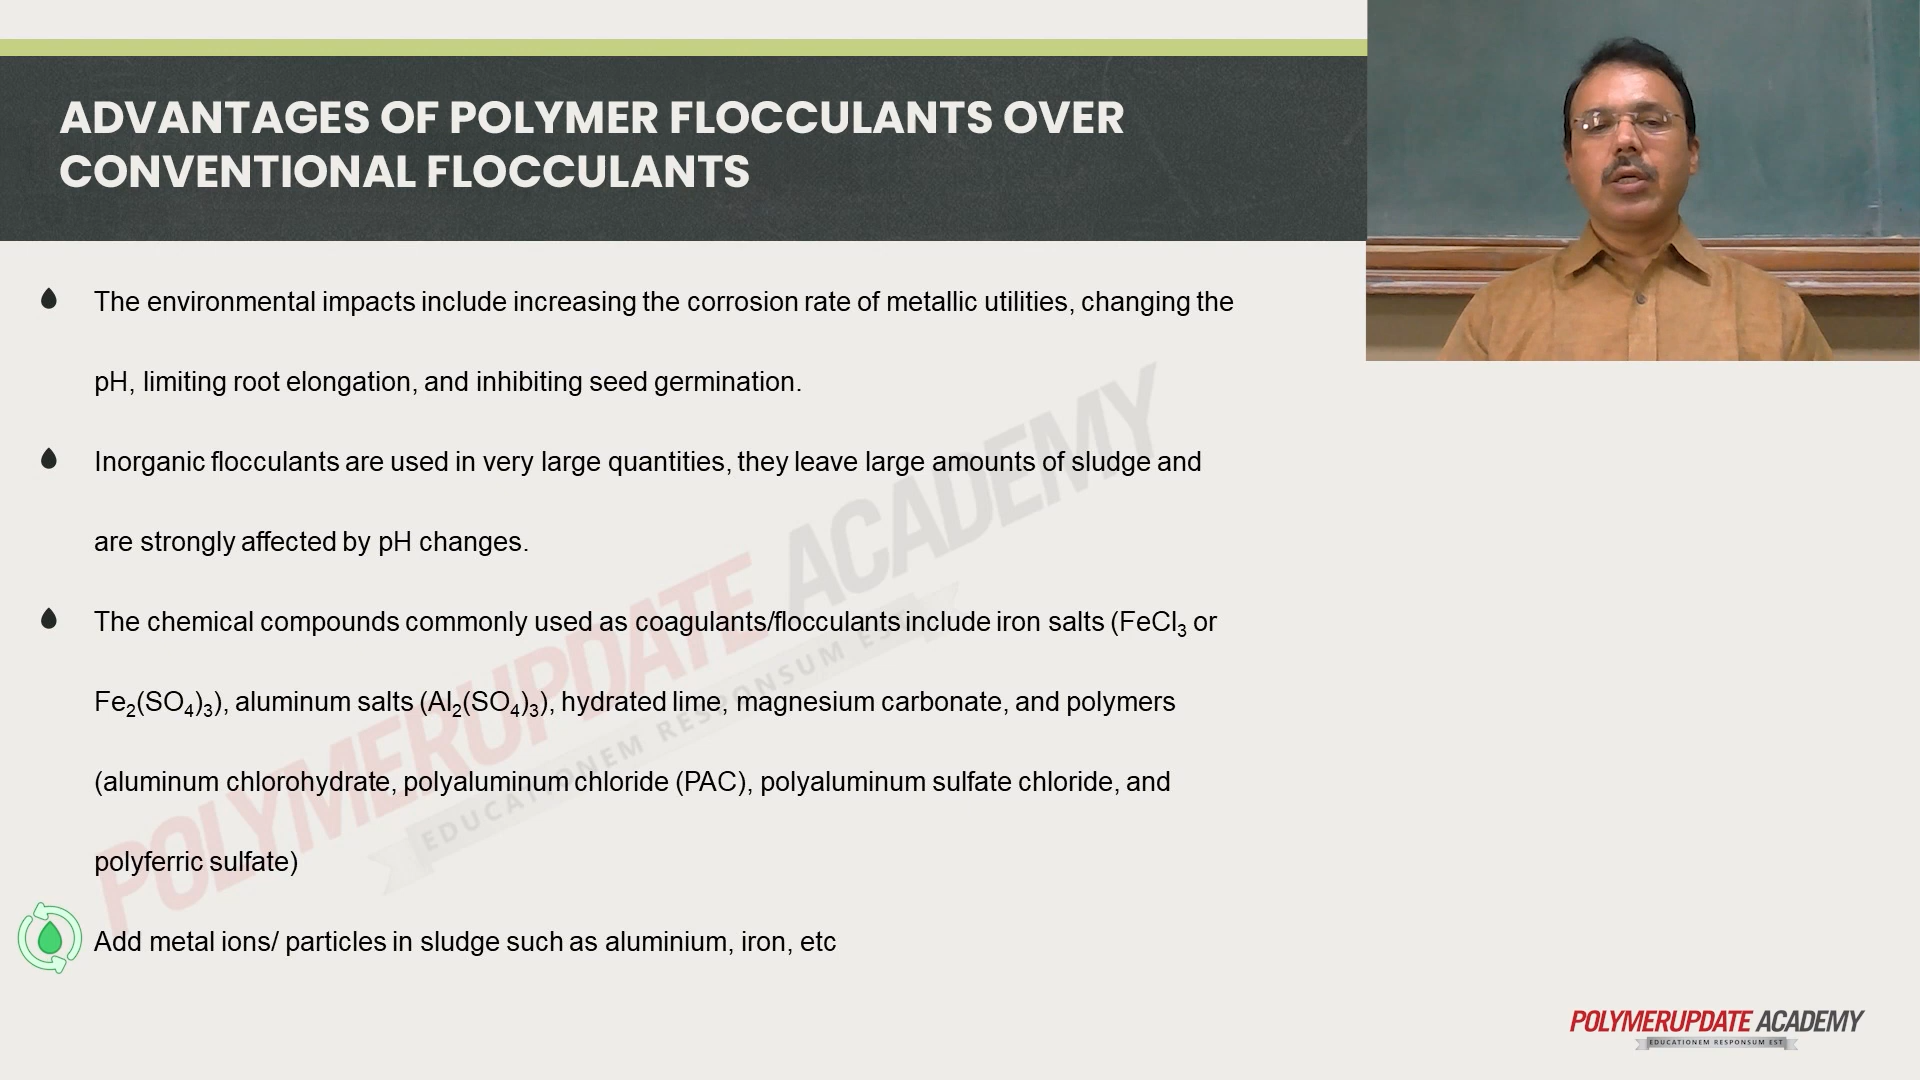 ADVANTAGES OF POLYMER FLOCCULANTS OVER
CONVENTIONAL FLOCCULANTS
The environmental impacts include increasing the corrosion rate of metallic utilities, changing the
pH, limiting root elongation, and inhibiting seed germination.
Inorganic flocculants are used in very large quantities, they leave large amounts of sludge and
are strongly affected by pH changes.
The chemical compounds commonly used as coagulants/flocculants include iron salts (FeCl₃ or
Fe₂(SO₄)₃), aluminum salts (Al₂(SO₄)₃), hydrated lime, magnesium carbonate, and polymers
(aluminum chlorohydrate, polyaluminum chloride (PAC), polyaluminum sulfate chloride, and
polyferric sulfate)
Add metal ions/ particles in sludge such as aluminium, iron, etc
POLYMERUPDATE ACADEMY
EDUCATIONEM RESPONSUM EST
POLYMERUPDATE ACADEMY
EDUCATIONEM RESPONSUM EST